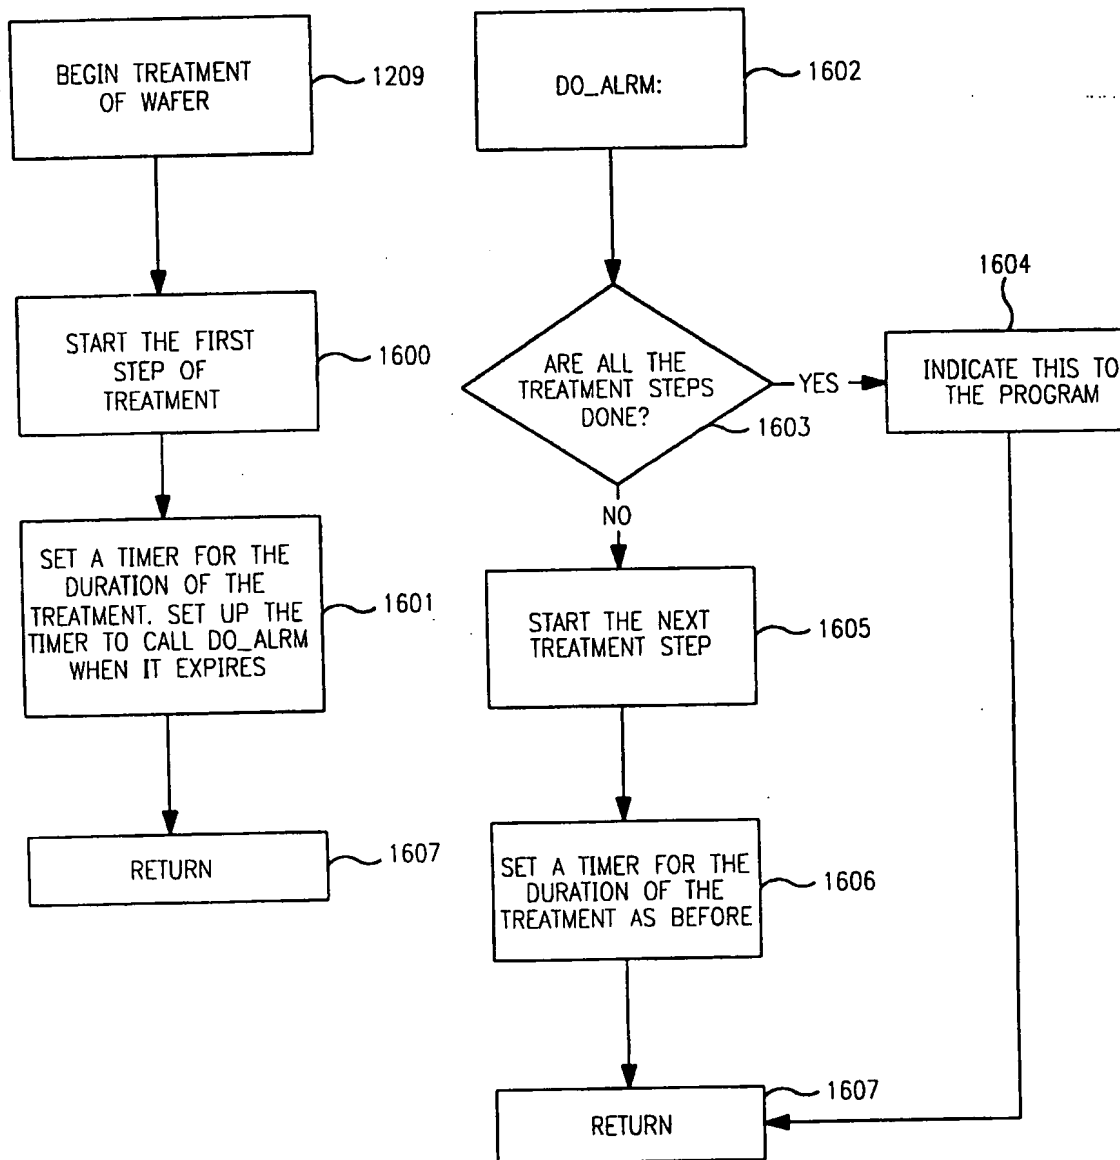 BEGIN TREATMENT
OF WAFER
1209
START THE FIRST
STEP OF
TREATMENT
1600
SET A TIMER FOR THE
DURATION OF THE
TREATMENT. SET UP THE
TIMER TO CALL DO_ALRM
WHEN IT EXPIRES
1601
RETURN
1607
DO_ALRM:
1602
ARE ALL THE
TREATMENT STEPS
DONE?
1603
YES
1604
INDICATE THIS TO
THE PROGRAM
NO
START THE NEXT
TREATMENT STEP
1605
SET A TIMER FOR THE
DURATION OF THE
TREATMENT AS BEFORE
1606
RETURN
1607